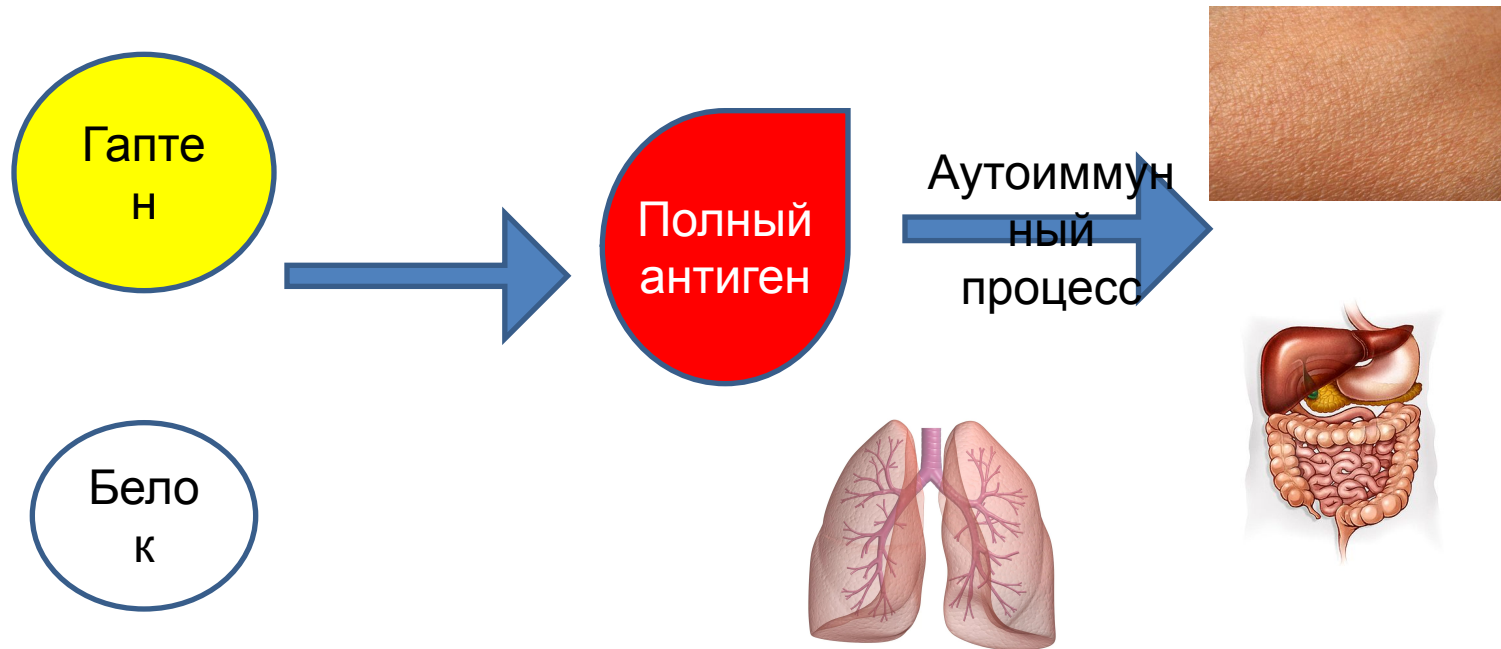 Гапте
н
Полный
антиген
Аутоиммун
ный
процесс
Бело
к